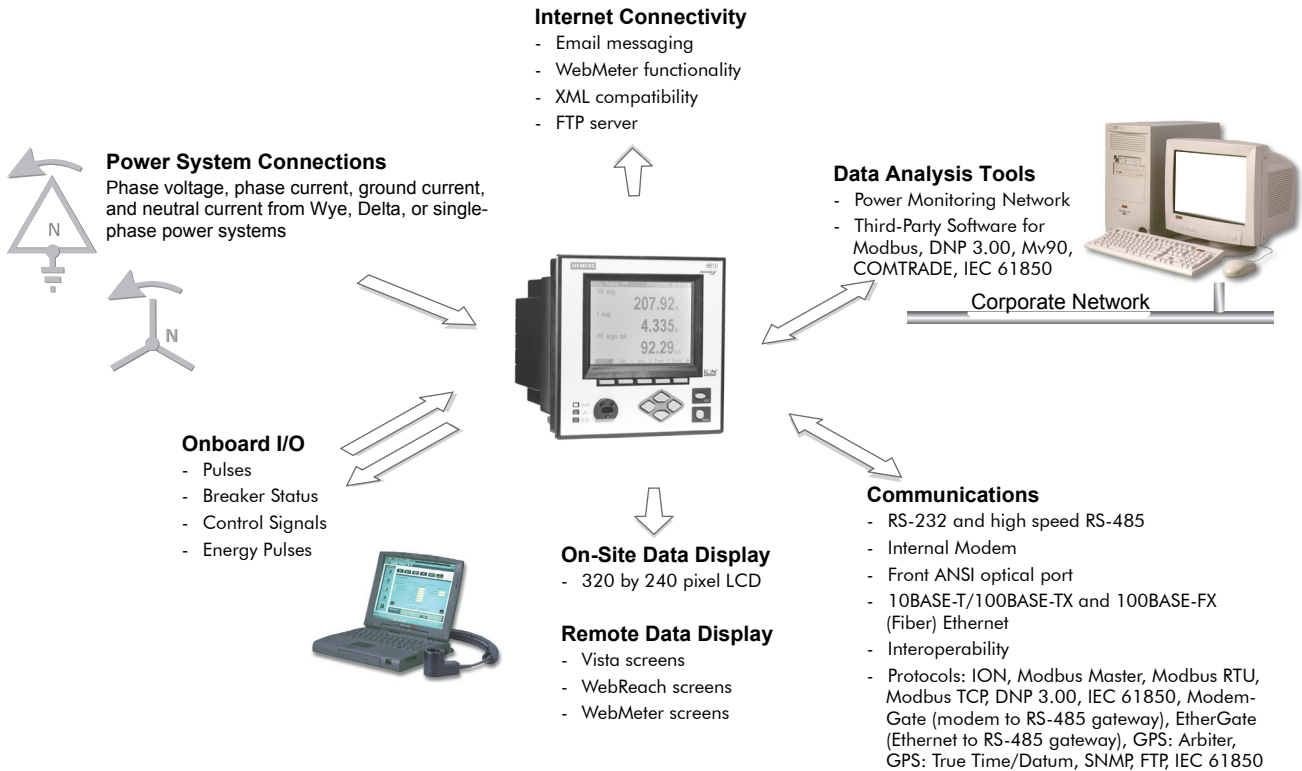 Internet Connectivity
- Email messaging
- WebMeter functionality
- XML compatibility
- FTP server
Power System Connections
Phase voltage, phase current, ground current,
and neutral current from Wye, Delta, or single-
phase power systems
N
N
Data Analysis Tools
- Power Monitoring Network
- Third-Party Software for
Modbus, DNP 3.00, Mv90,
COMTRADE, IEC 61850
Corporate Network
SIEMENS
9610
207.92
I avg
4.335
PF sign tot
92.29
ION
Onboard I/O
- Pulses
- Breaker Status
- Control Signals
- Energy Pulses
On-Site Data Display
- 320 by 240 pixel LCD
Remote Data Display
- Vista screens
- WebReach screens
- WebMeter screens
Communications
- RS-232 and high speed RS-485
- Internal Modem
- Front ANSI optical port
- 10BASE-T/100BASE-TX and 100BASE-FX
(Fiber) Ethernet
- Interoperability
- Protocols: ION, Modbus Master, Modbus RTU,
Modbus TCP, DNP 3.00, IEC 61850, Modem-
Gate (modem to RS-485 gateway), EtherGate
(Ethernet to RS-485 gateway), GPS: Arbiter,
GPS: True Time/Datum, SNMP, FTP, IEC 61850